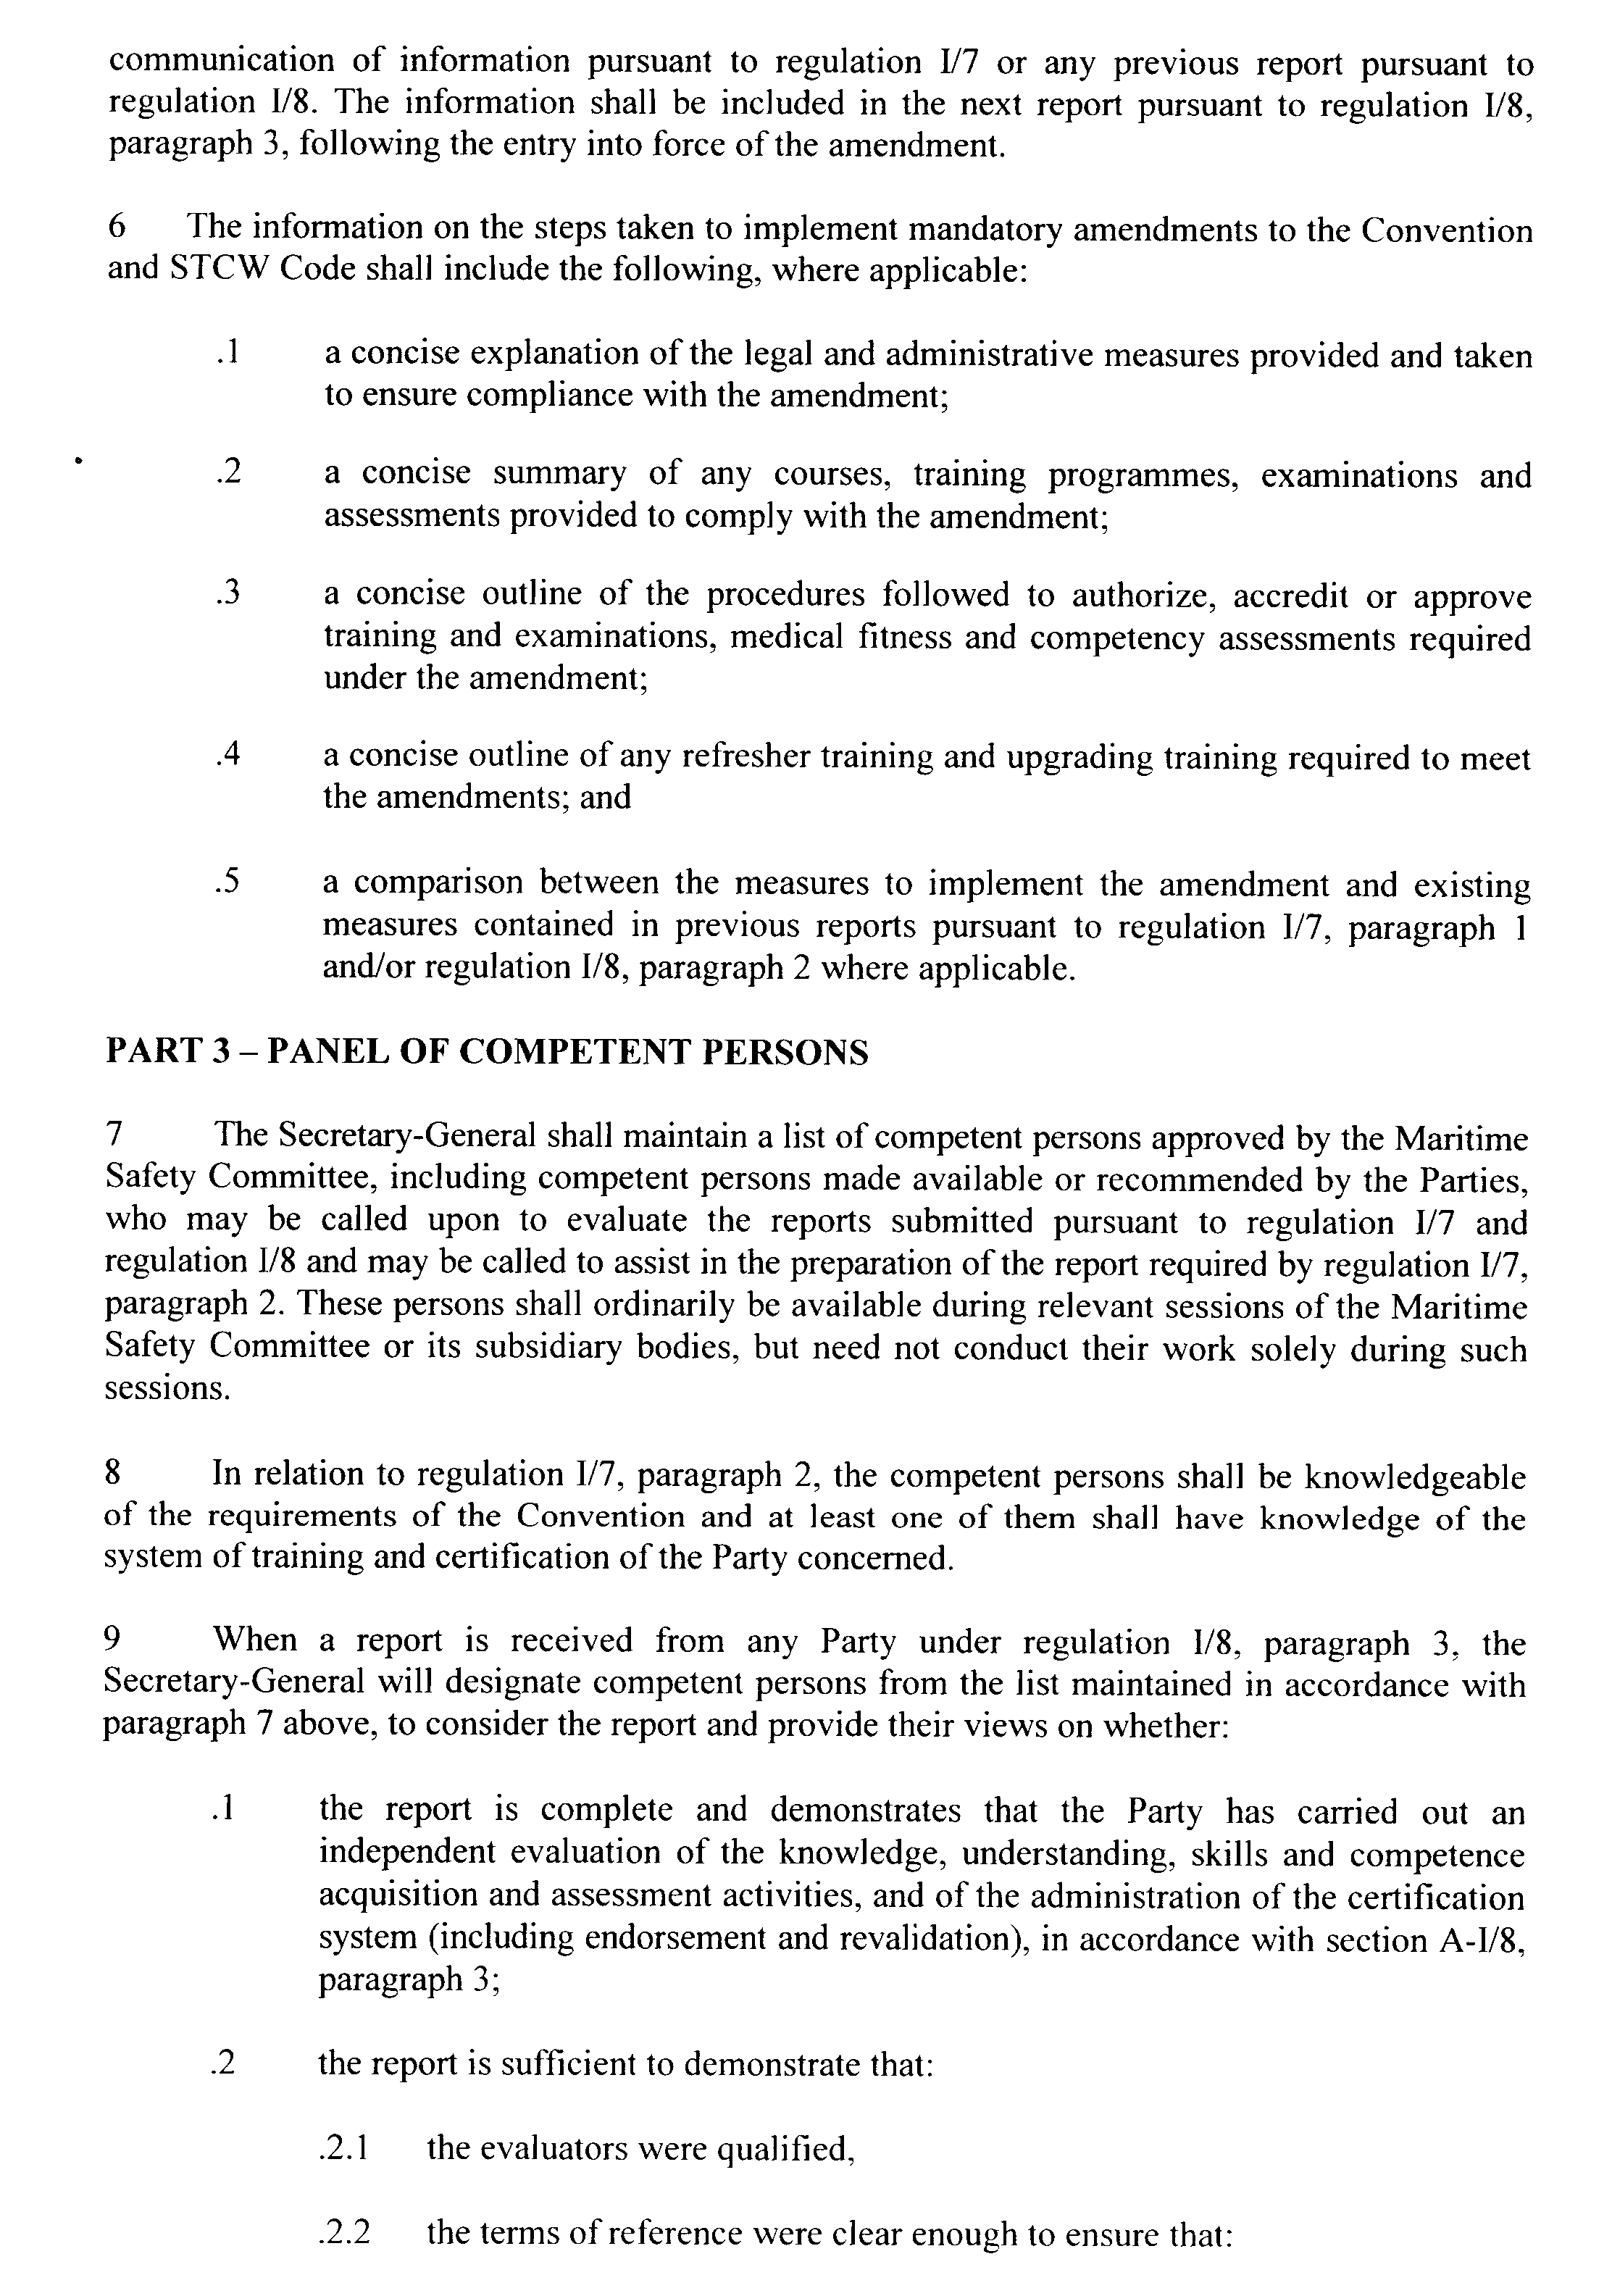 communication of information pursuant to regulation I/7 or any previous report pursuant to
regulation I/8. The information shall be included in the next report pursuant to regulation I/8,
paragraph 3, following the entry into force of the amendment.
6 The information on the steps taken to implement mandatory amendments to the Convention
and STCW Code shall include the following, where applicable:
.1 a concise explanation of the legal and administrative measures provided and taken
to ensure compliance with the amendment;
.2 a concise summary of any courses, training programmes, examinations and
assessments provided to comply with the amendment;
.3 a concise outline of the procedures followed to authorize, accredit or approve
training and examinations, medical fitness and competency assessments required
under the amendment;
.4 a concise outline of any refresher training and upgrading training required to meet
the amendments; and
.5 a comparison between the measures to implement the amendment and existing
measures contained in previous reports pursuant to regulation I/7, paragraph 1
and/or regulation I/8, paragraph 2 where applicable.
PART 3 – PANEL OF COMPETENT PERSONS
7 The Secretary-General shall maintain a list of competent persons approved by the Maritime
Safety Committee, including competent persons made available or recommended by the Parties,
who may be called upon to evaluate the reports submitted pursuant to regulation I/7 and
regulation I/8 and may be called to assist in the preparation of the report required by regulation I/7,
paragraph 2. These persons shall ordinarily be available during relevant sessions of the Maritime
Safety Committee or its subsidiary bodies, but need not conduct their work solely during such
sessions.
8 In relation to regulation I/7, paragraph 2, the competent persons shall be knowledgeable
of the requirements of the Convention and at least one of them shall have knowledge of the
system of training and certification of the Party concerned.
9 When a report is received from any Party under regulation I/8, paragraph 3, the
Secretary-General will designate competent persons from the list maintained in accordance with
paragraph 7 above, to consider the report and provide their views on whether:
.1 the report is complete and demonstrates that the Party has carried out an
independent evaluation of the knowledge, understanding, skills and competence
acquisition and assessment activities, and of the administration of the certification
system (including endorsement and revalidation), in accordance with section A-I/8,
paragraph 3;
.2 the report is sufficient to demonstrate that:
.2.1 the evaluators were qualified,
.2.2 the terms of reference were clear enough to ensure that: